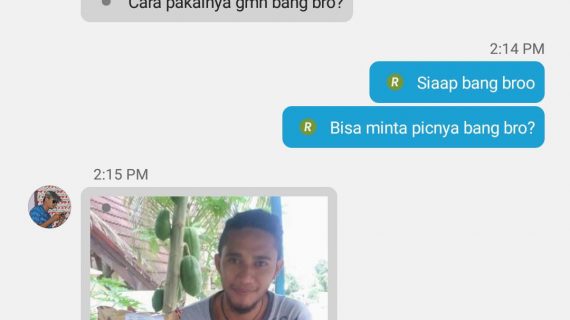 Cara pakainya gmn bang bro?
2:14 PM
R Siaap bang broo
R Bisa minta picnya bang bro?
2:15 PM